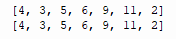 [4, 3, 5, 6, 9, 11, 2]
[4, 3, 5, 6, 9, 11, 2]